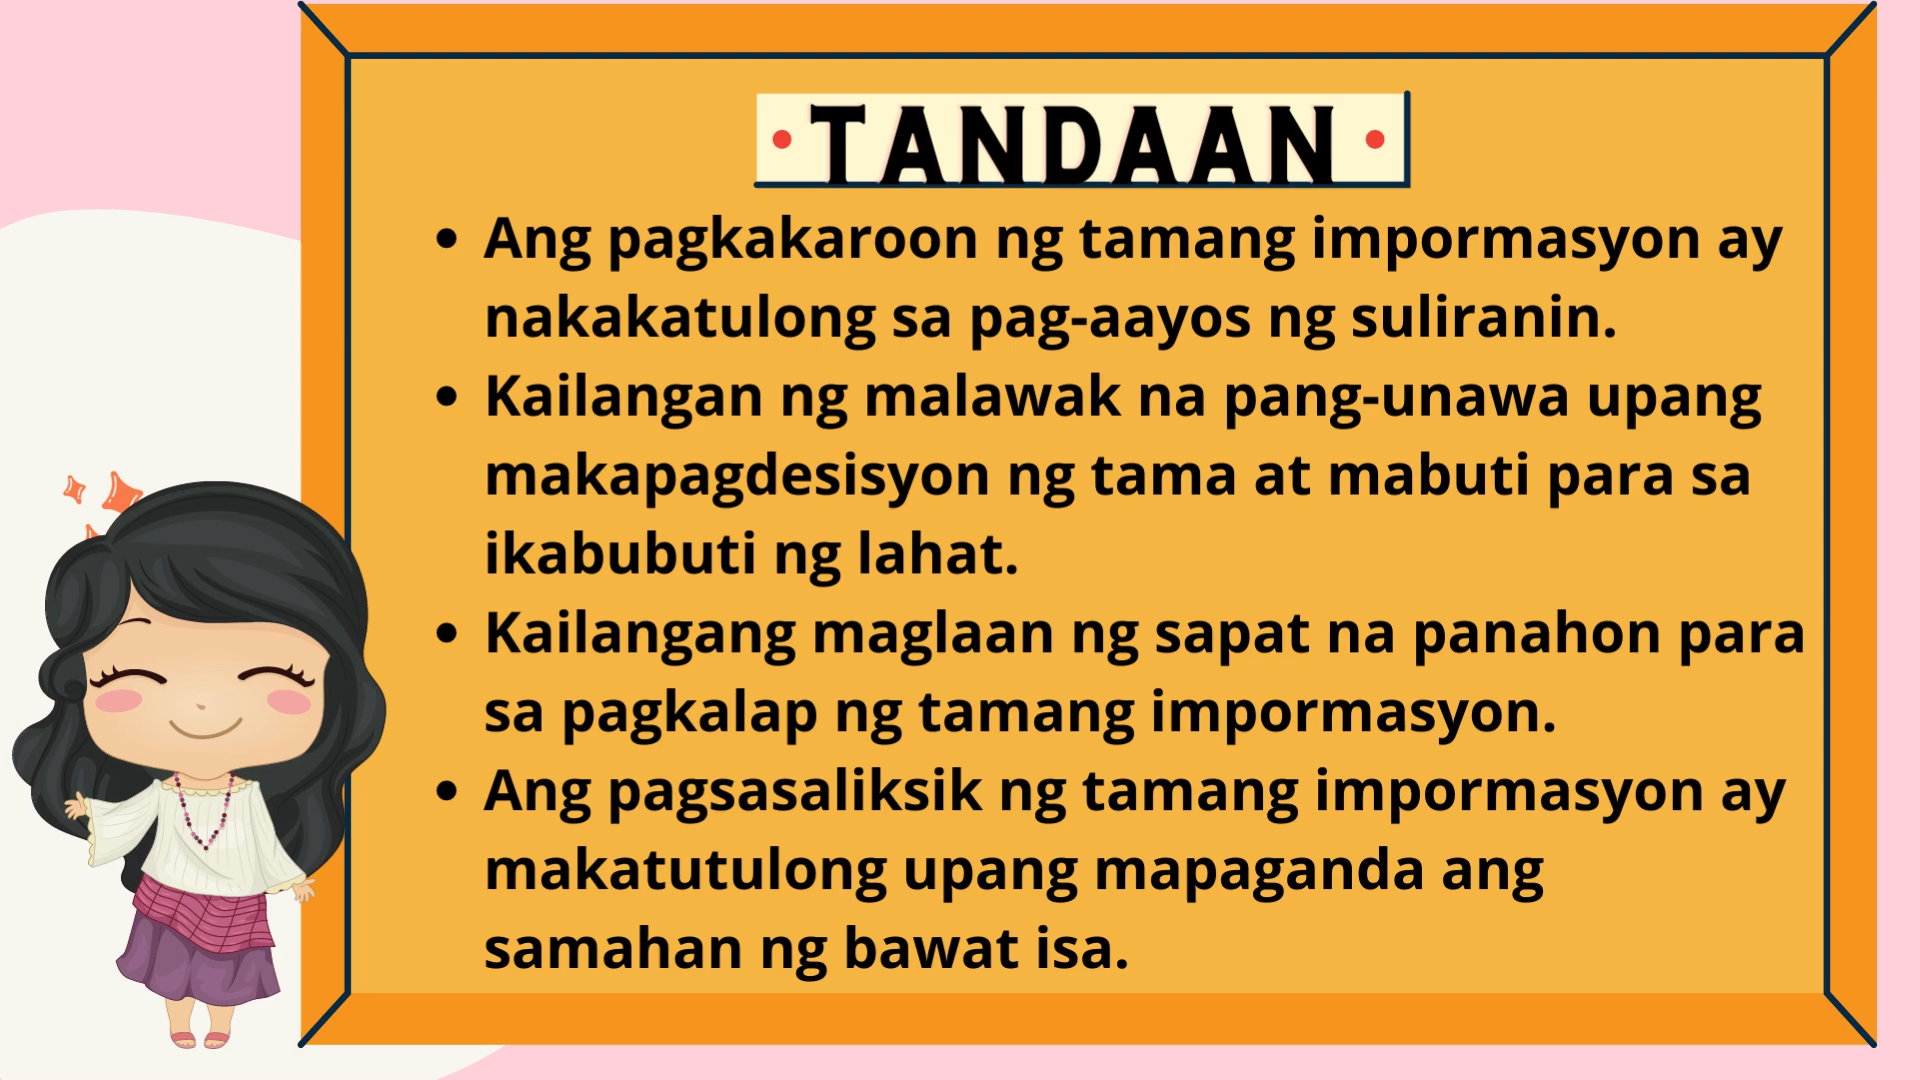 • TANDAAN •
• Ang pagkakaroon ng tamang impormasyon ay
nakakatulong sa pag-aayos ng suliranin.
• Kailangan ng malawak na pang-unawa upang
makapagdesisyon ng tama at mabuti para sa
ikabubuti ng lahat.
• Kailangang maglaan ng sapat na panahon para
sa pagkalap ng tamang impormasyon.
• Ang pagsasaliksik ng tamang impormasyon ay
makatutulong upang mapaganda ang
samahan ng bawat isa.